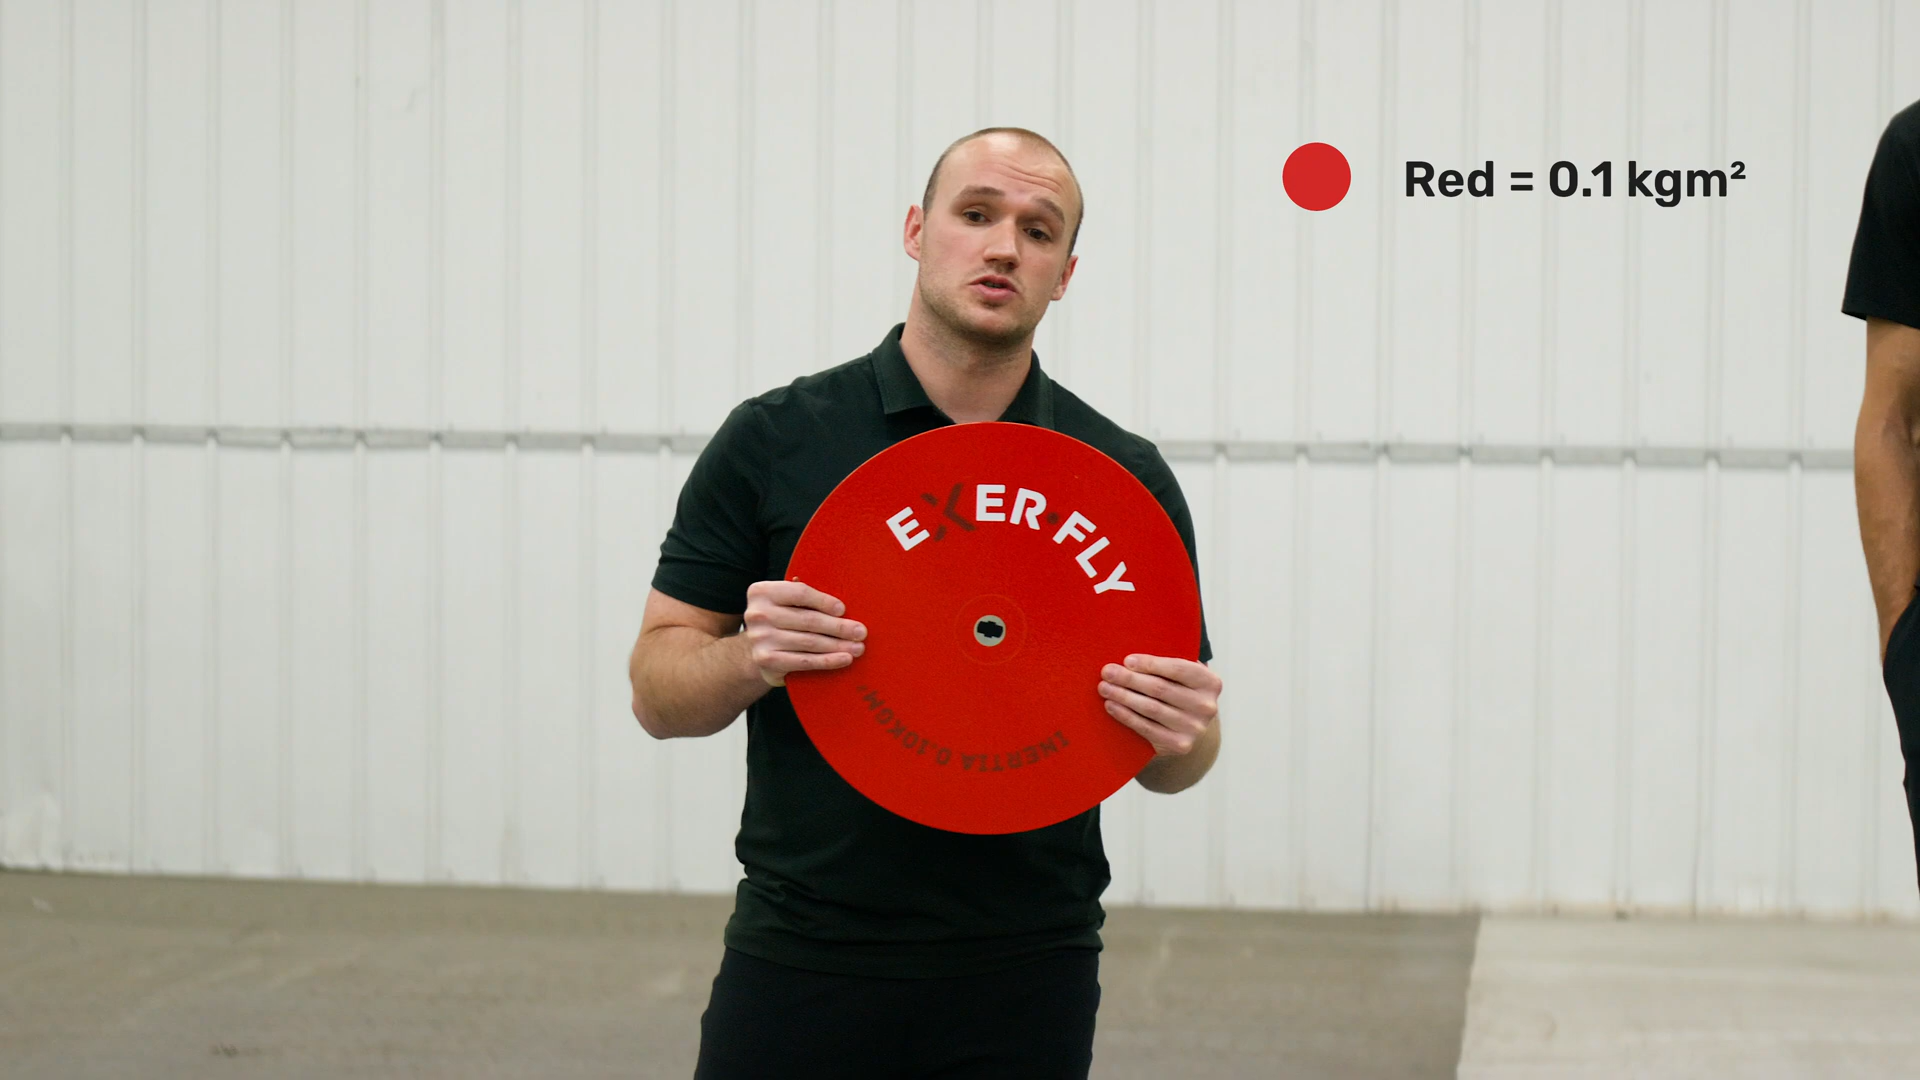 Red = 0.1 kgm²
EXER·FLY
INERTIA 0.10KGM²